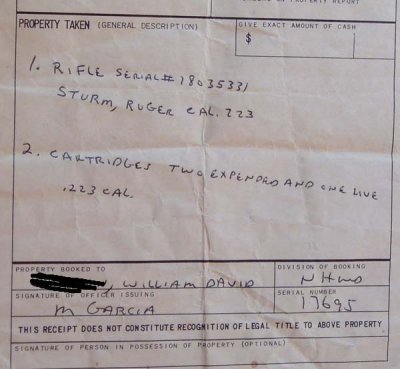 ON PROPERTY REPORT
PROPERTY TAKEN (GENERAL DESCRIPTION)
GIVE EXACT AMOUNT OF CASH
$
1. RIFLE SERIAL# 18035331
STURM, RUGER CAL. 223
2. CARTRIDGES TWO EXPENDED AND ONE LIVE
.223 CAL.
PROPERTY BOOKED TO
DIVISION OF BOOKING
, WILLIAM DAVID
NHWD
SIGNATURE OF OFFICER ISSUING
SERIAL NUMBER
M GARCIA
17695
THIS RECEIPT DOES NOT CONSTITUTE RECOGNITION OF LEGAL TITLE TO ABOVE PROPERTY
SIGNATURE OF PERSON IN POSSESSION OF PROPERTY (OPTIONAL)